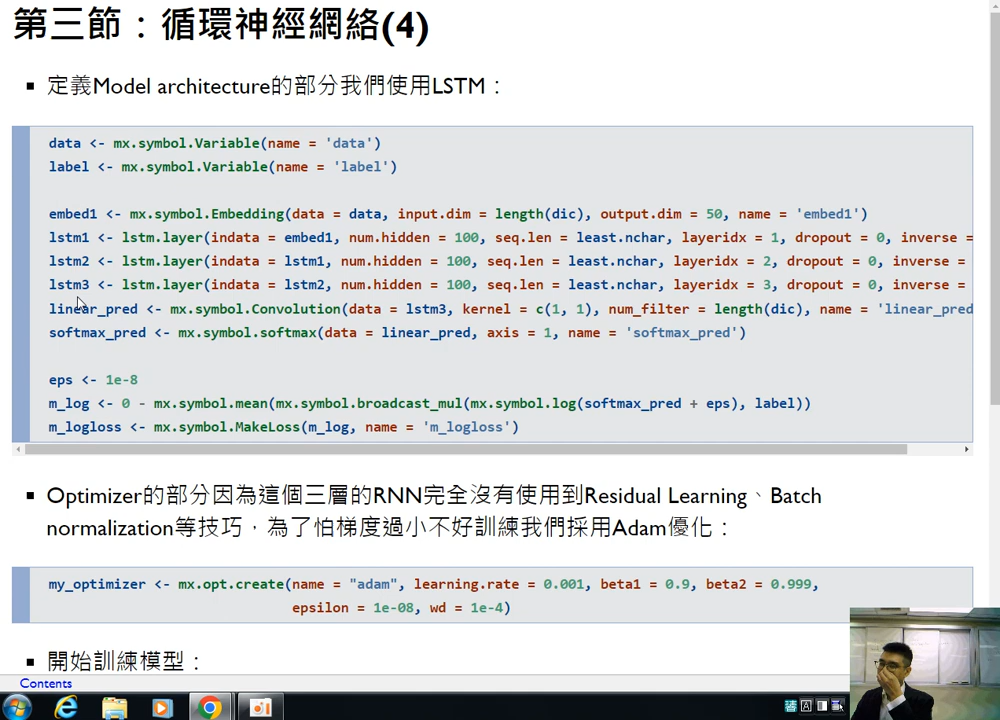 第三節：循環神經網絡(4)
▪ 定義Model architecture的部分我們使用LSTM：
data <- mx.symbol.Variable(name = 'data')
label <- mx.symbol.Variable(name = 'label')
embed1 <- mx.symbol.Embedding(data = data, input.dim = length(dic), output.dim = 50, name = 'embed1')
lstm1 <- lstm.layer(indata = embed1, num.hidden = 100, seq.len = least.nchar, layeridx = 1, dropout = 0, inverse =
lstm2 <- lstm.layer(indata = lstm1, num.hidden = 100, seq.len = least.nchar, layeridx = 2, dropout = 0, inverse =
lstm3 <- lstm.layer(indata = lstm2, num.hidden = 100, seq.len = least.nchar, layeridx = 3, dropout = 0, inverse =
linear_pred <- mx.symbol.Convolution(data = lstm3, kernel = c(1, 1), num_filter = length(dic), name = 'linear_pred
softmax_pred <- mx.symbol.softmax(data = linear_pred, axis = 1, name = 'softmax_pred')
eps <- 1e-8
m_log <- 0 - mx.symbol.mean(mx.symbol.broadcast_mul(mx.symbol.log(softmax_pred + eps), label))
m_logloss <- mx.symbol.MakeLoss(m_log, name = 'm_logloss')
▪ Optimizer的部分因為這個三層的RNN完全沒有使用到Residual Learning、Batch
normalization等技巧，為了怕梯度過小不好訓練我們採用Adam優化：
my_optimizer <- mx.opt.create(name = "adam", learning.rate = 0.001, beta1 = 0.9, beta2 = 0.999,
epsilon = 1e-08, wd = 1e-4)
▪ 開始訓練模型：
Contents